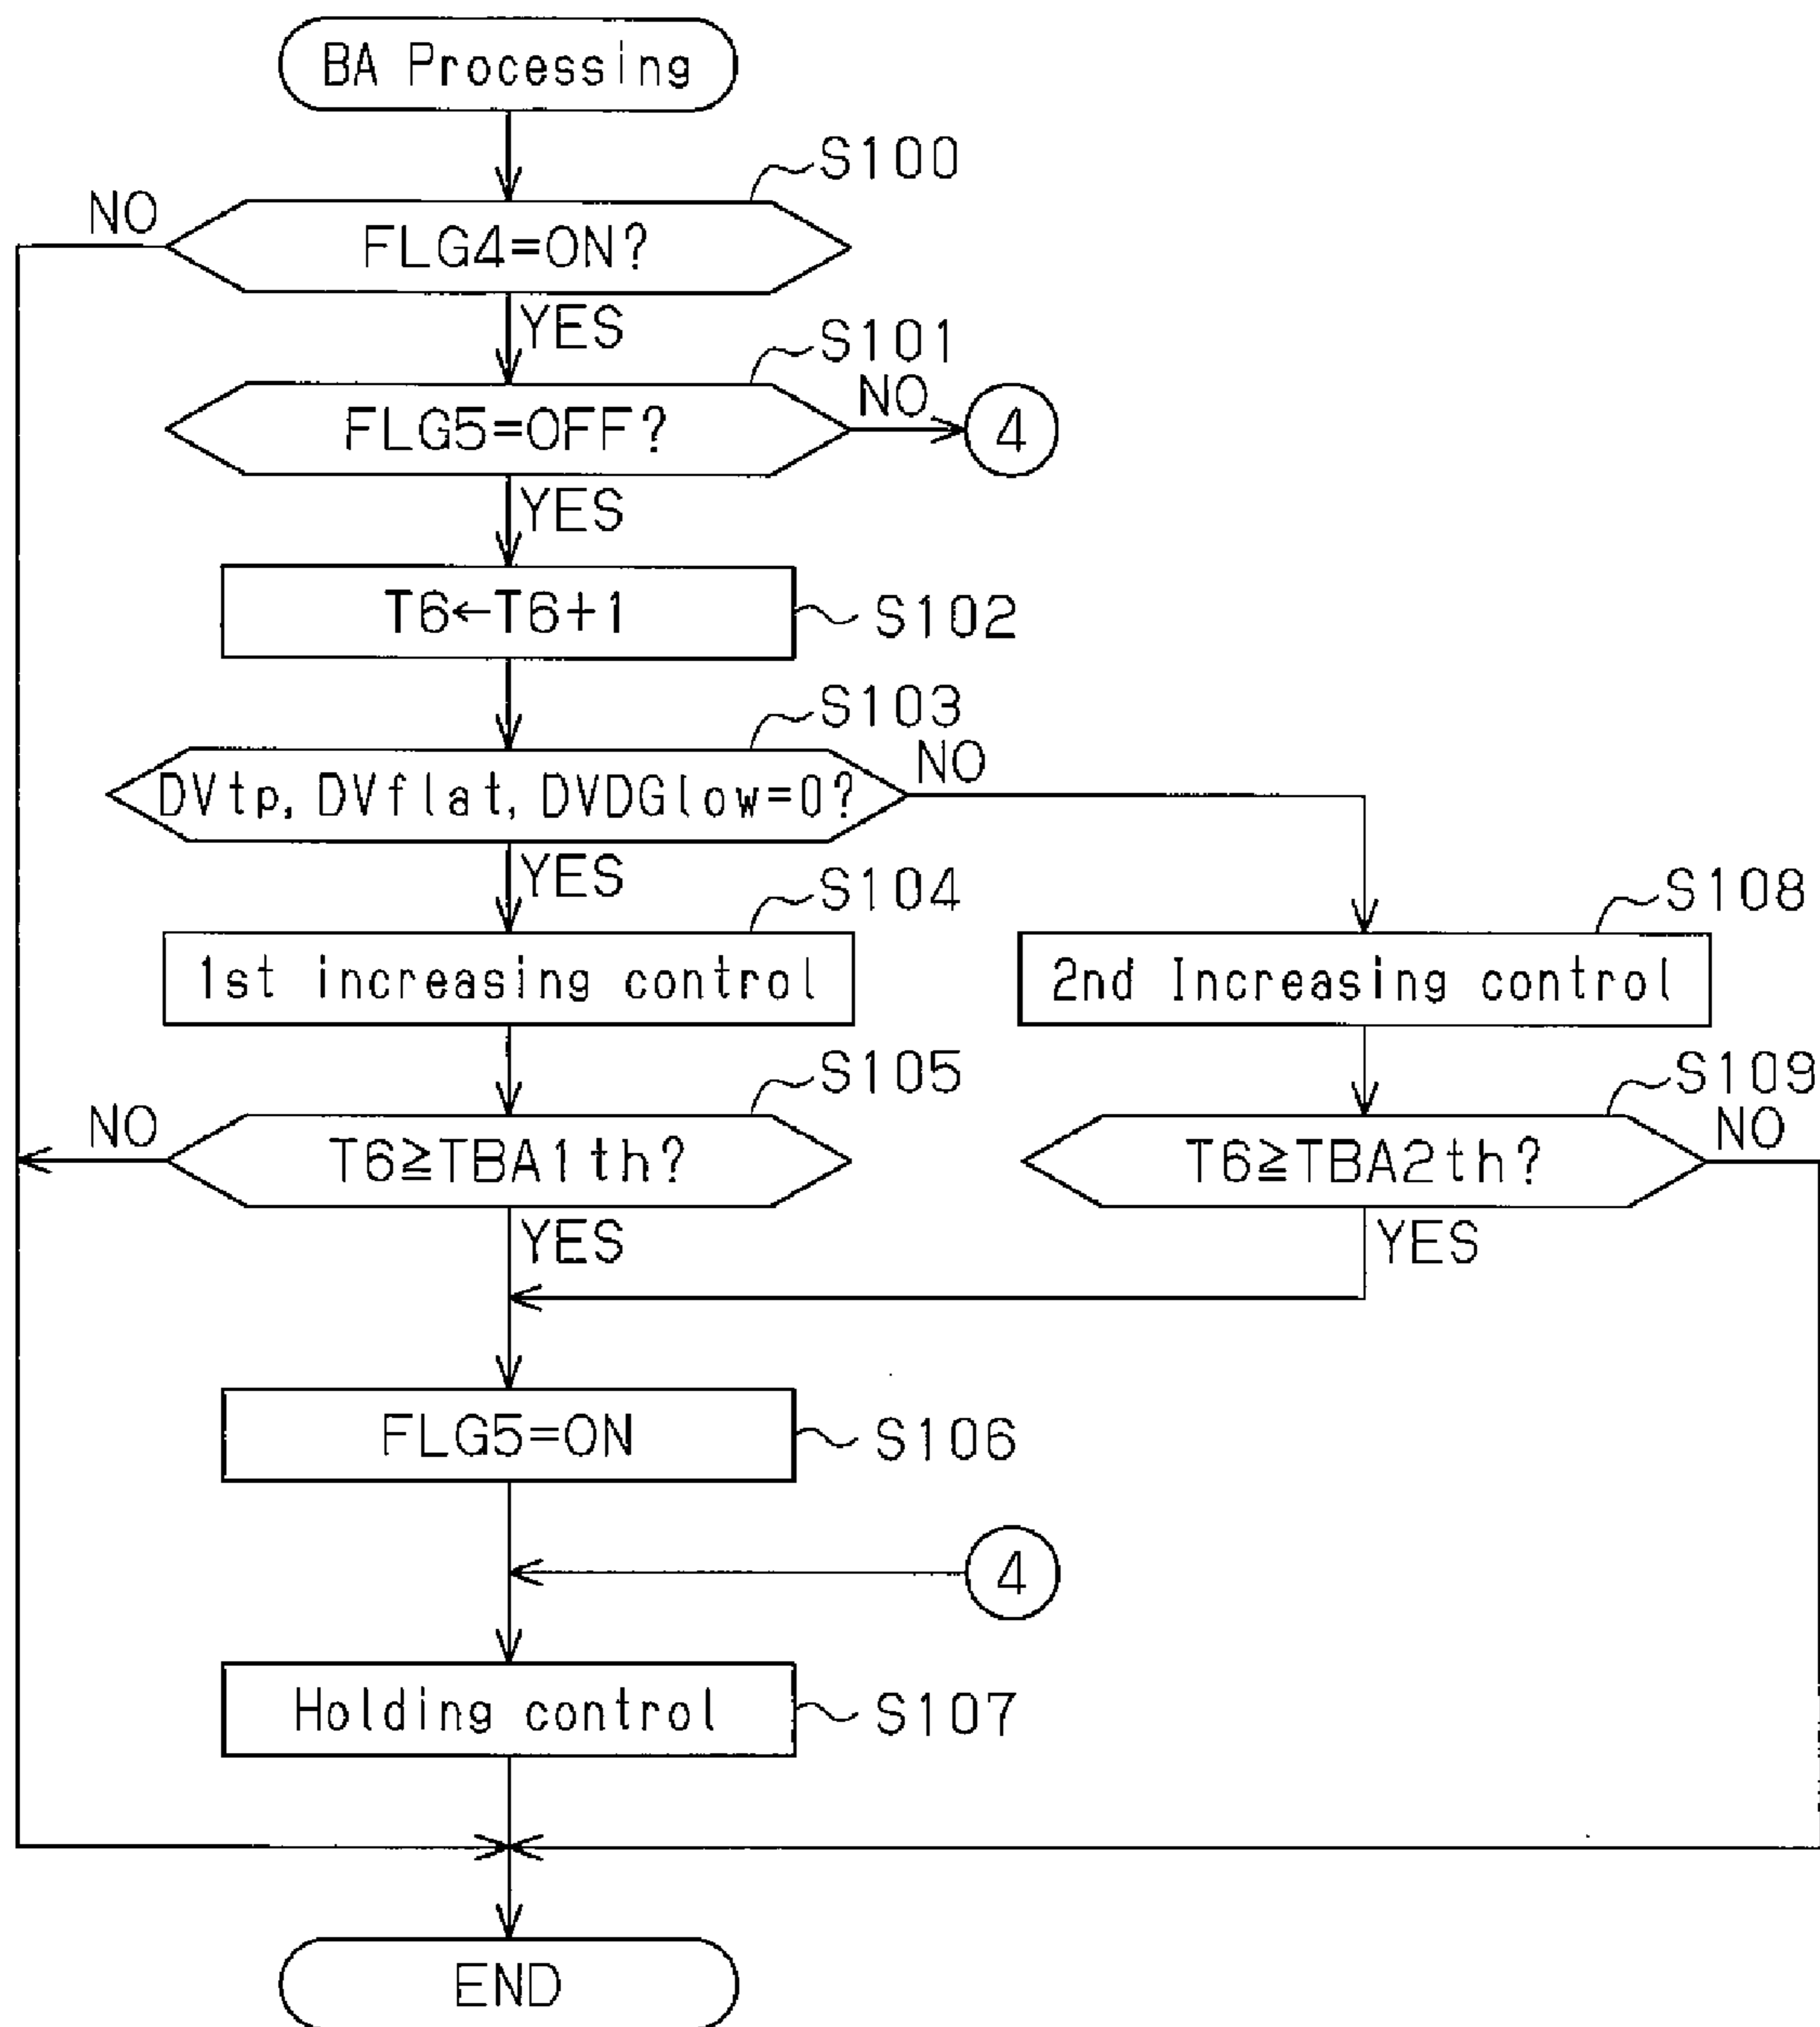 BA Processing
S100
NO
FLG4=ON?
YES
S101
NO
FLG5=OFF?
4
YES
T6←T6+1
S102
S103
NO
DVtp, DVflat, DVDGlow=0?
YES
S104
S108
1st increasing control
2nd Increasing control
S105
S109
NO
T6≧TBA1th?
T6≧TBA2th?
NO
YES
YES
FLG5=ON
S106
4
Holding control
S107
END